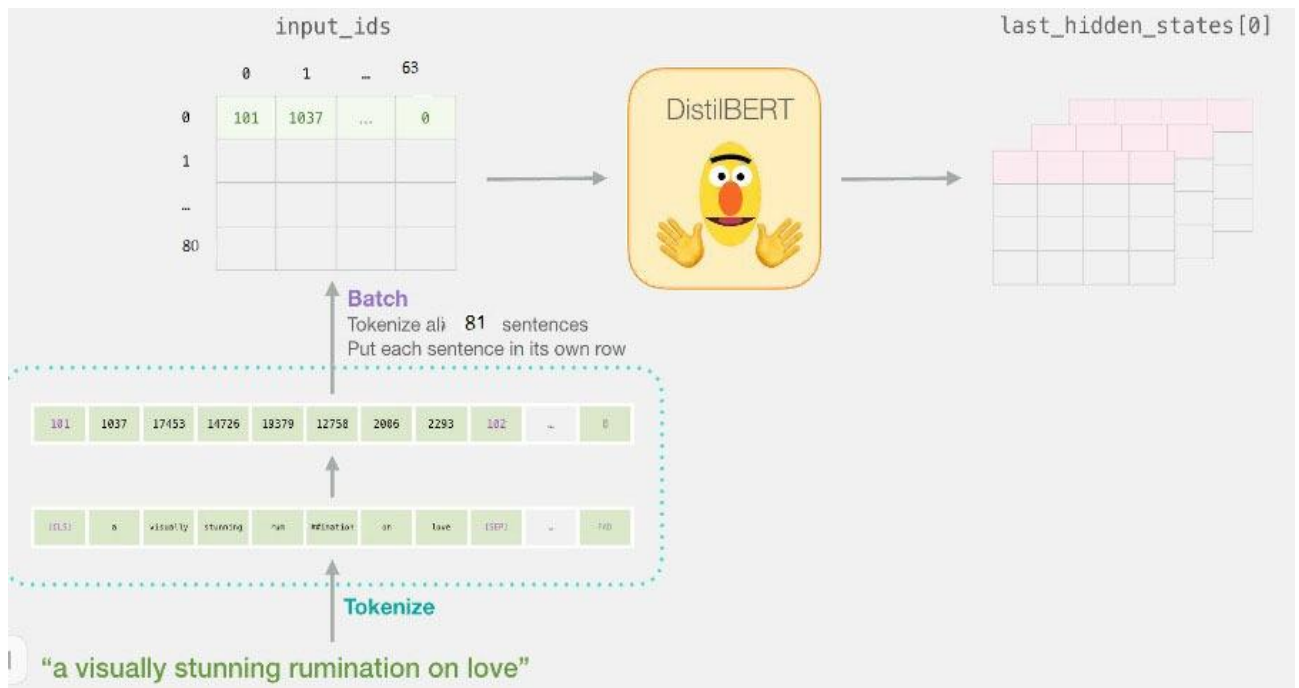 input_ids
last_hidden_states[0]
0 1 … 63
DistilBERT
0 101 1037 ... 0
1
…
80
Batch
Tokenize all 81 sentences
Put each sentence in its own row
101 1037 17453 14726 19379 12758 2006 2293 102 … 0
[CLS] a visually stunning rum ##ination on love [SEP] … PAD
Tokenize
“a visually stunning rumination on love”